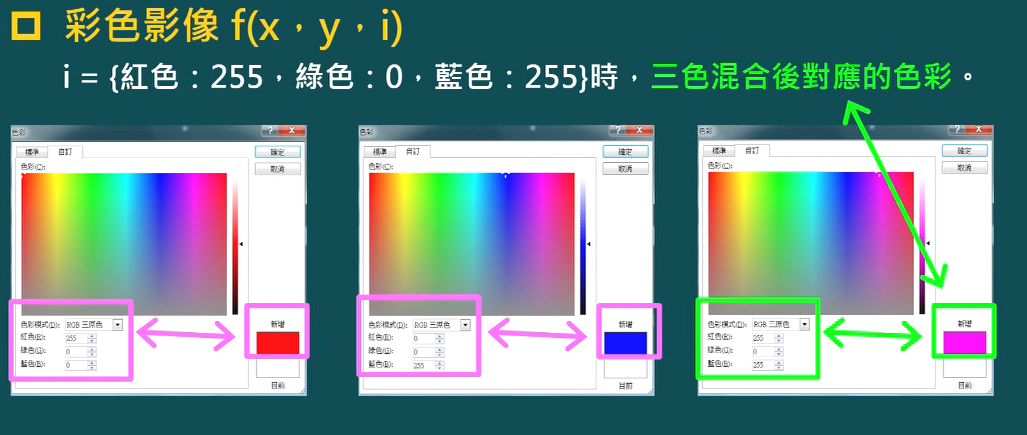 彩色影像 f(x，y，i)
i = {紅色：255，綠色：0，藍色：255}時，三色混合後對應的色彩。
色彩
? X
標準 自訂
確定
取消
色彩(C):
新增
色彩模式(D): RGB 三原色
紅色(R): 255
綠色(G): 0
藍色(B): 0
目前
色彩
? X
標準 自訂
確定
取消
色彩(C):
新增
色彩模式(D): RGB 三原色
紅色(R): 0
綠色(G): 0
藍色(B): 255
目前
色彩
? X
標準 自訂
確定
取消
色彩(C):
新增
色彩模式(D): RGB 三原色
紅色(R): 255
綠色(G): 0
藍色(B): 255
目前